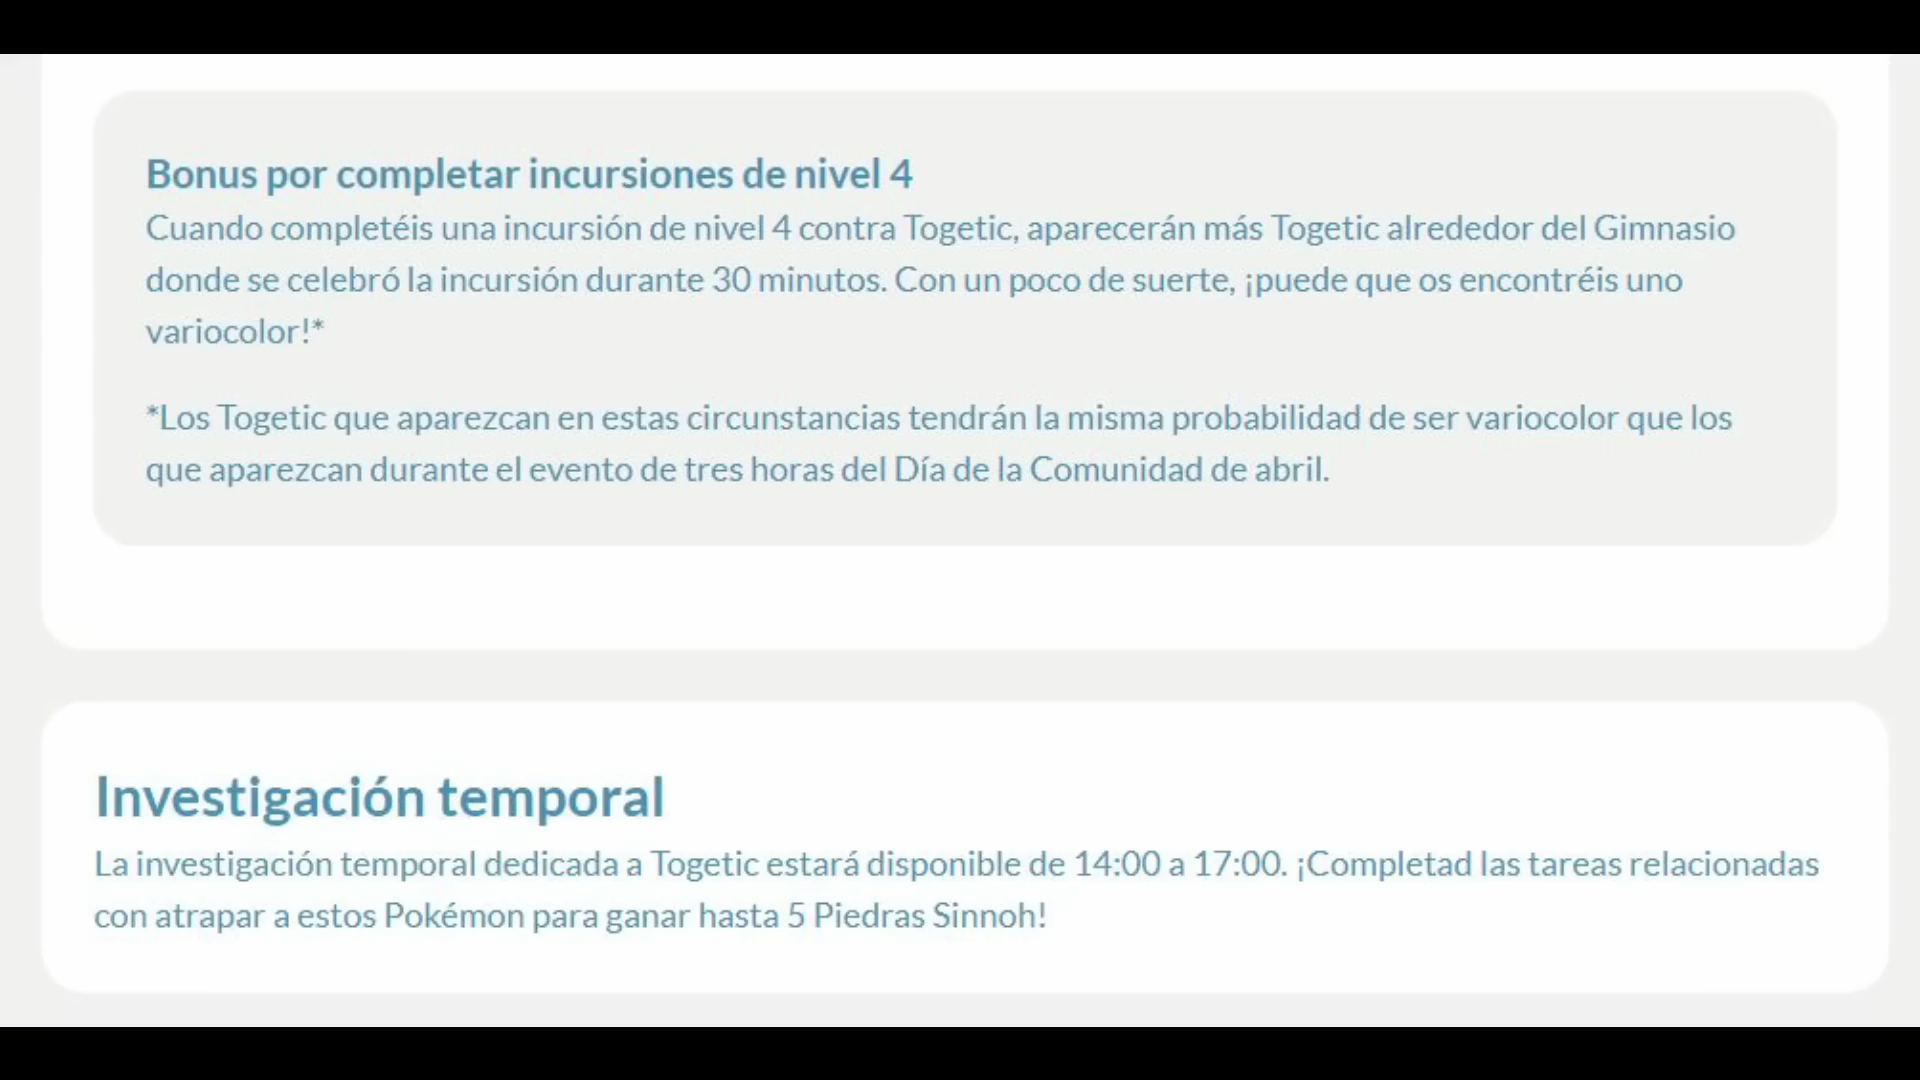 Bonus por completar incursiones de nivel 4
Cuando completéis una incursión de nivel 4 contra Togetic, aparecerán más Togetic alrededor del Gimnasio
donde se celebró la incursión durante 30 minutos. Con un poco de suerte, ¡puede que os encontréis uno
variocolor!*
*Los Togetic que aparezcan en estas circunstancias tendrán la misma probabilidad de ser variocolor que los
que aparezcan durante el evento de tres horas del Día de la Comunidad de abril.
Investigación temporal
La investigación temporal dedicada a Togetic estará disponible de 14:00 a 17:00. ¡Completad las tareas relacionadas
con atrapar a estos Pokémon para ganar hasta 5 Piedras Sinnoh!